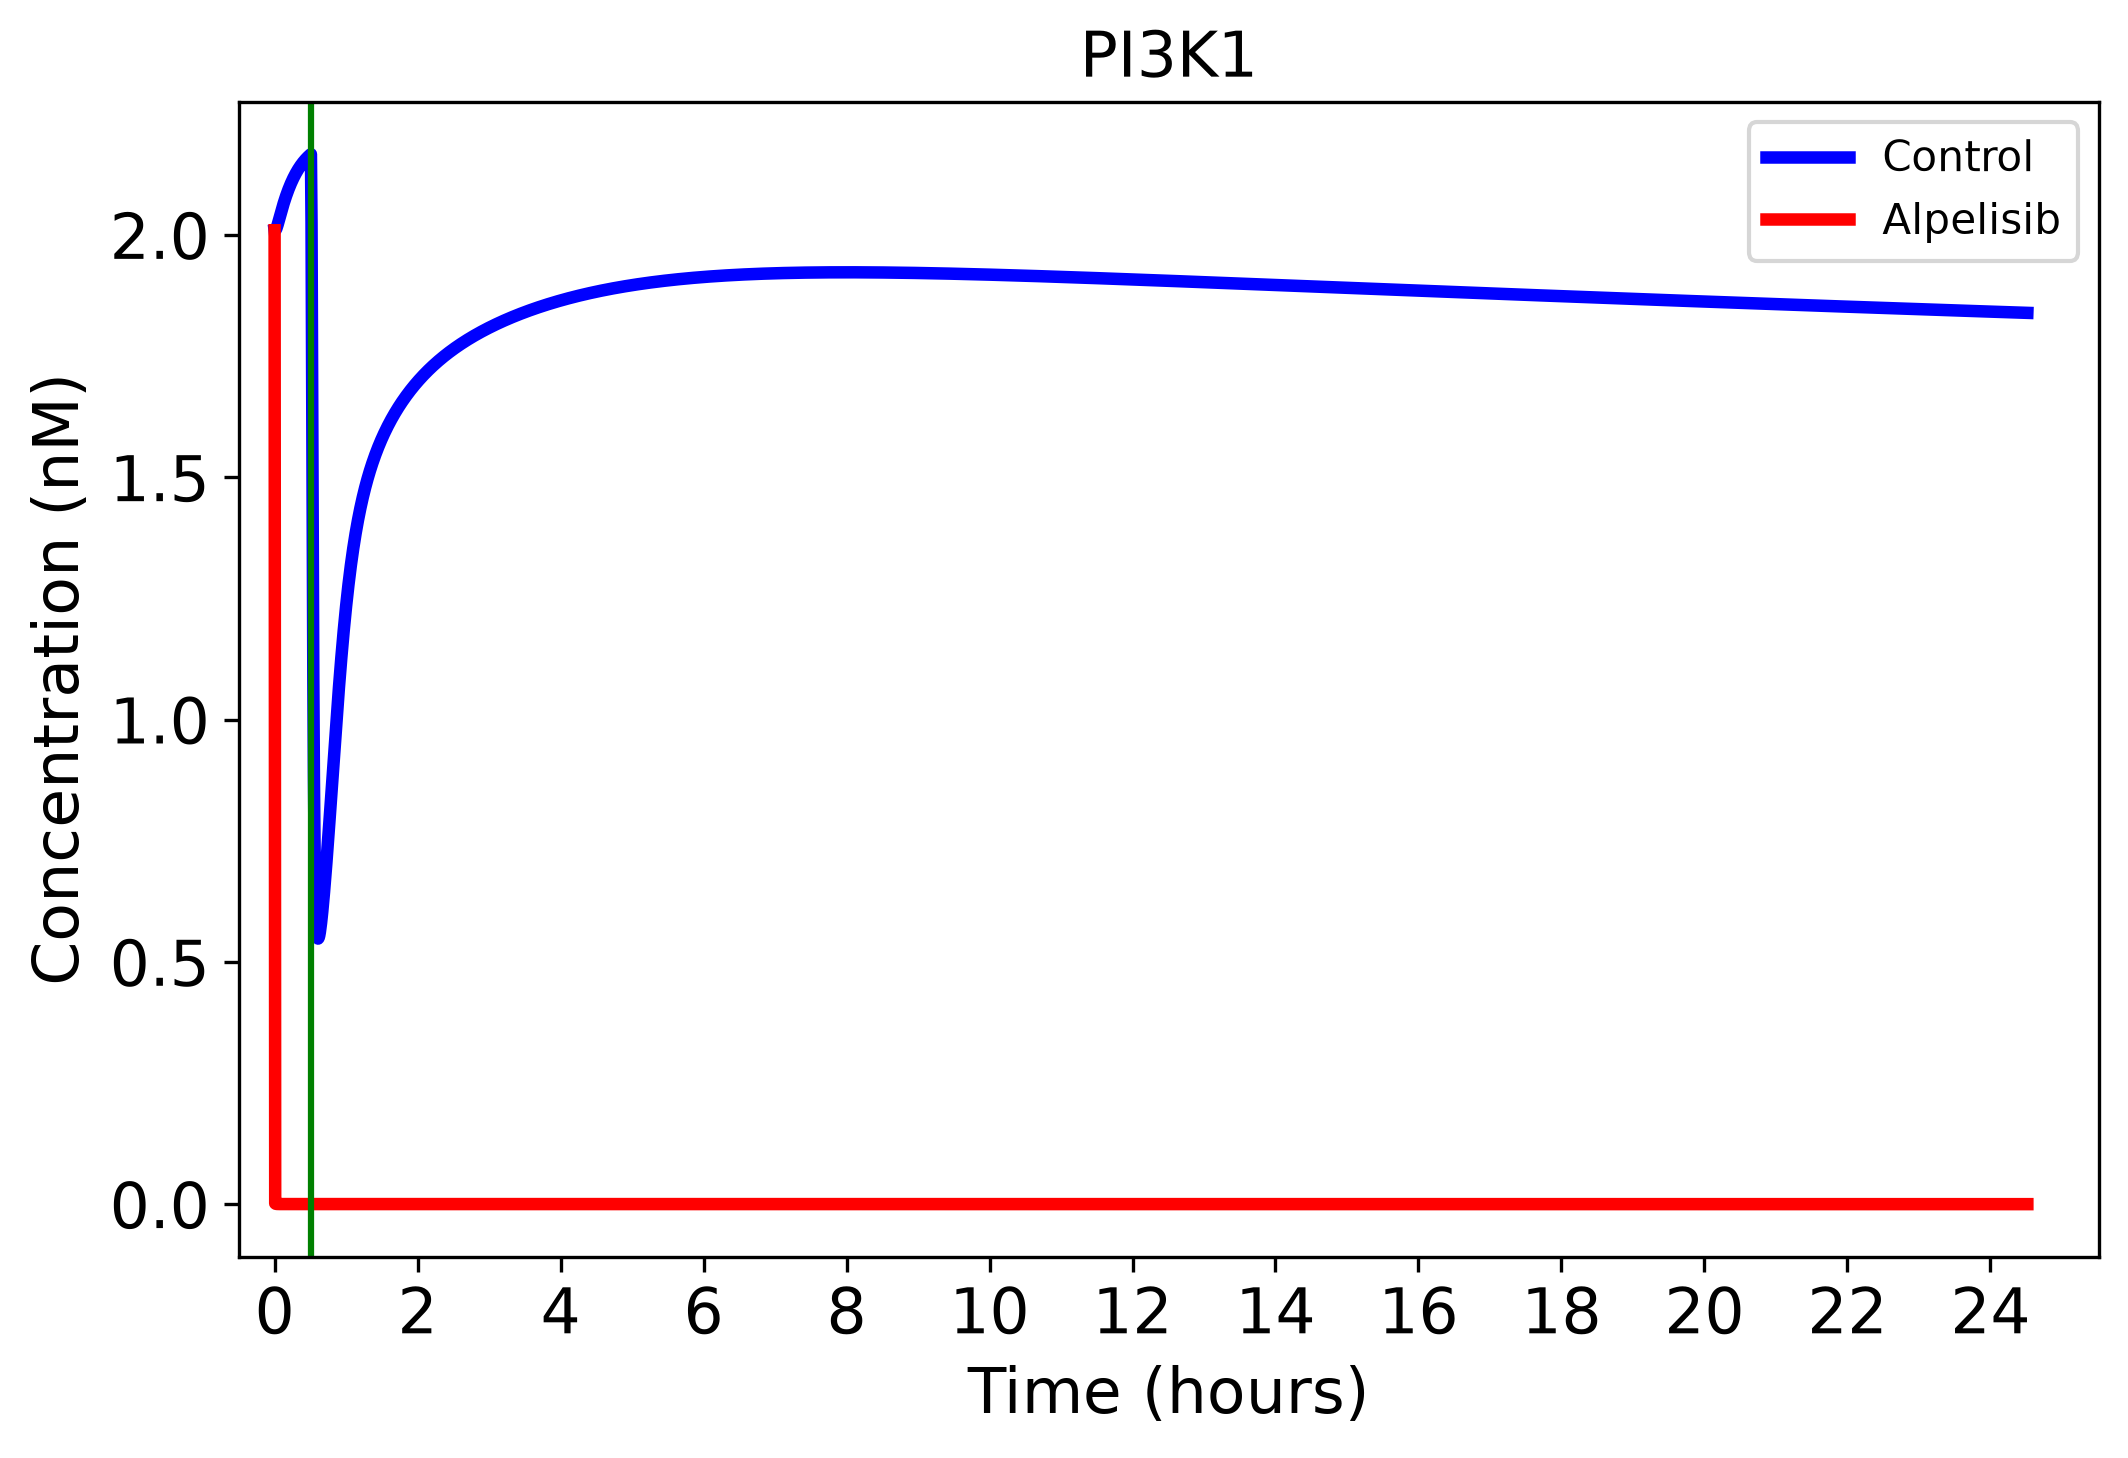 PI3K1
Control
Alpelisib
Concentration (nM)
2.0
1.5
1.0
0.5
0.0
0 2 4 6 8 10 12 14 16 18 20 22 24
Time (hours)